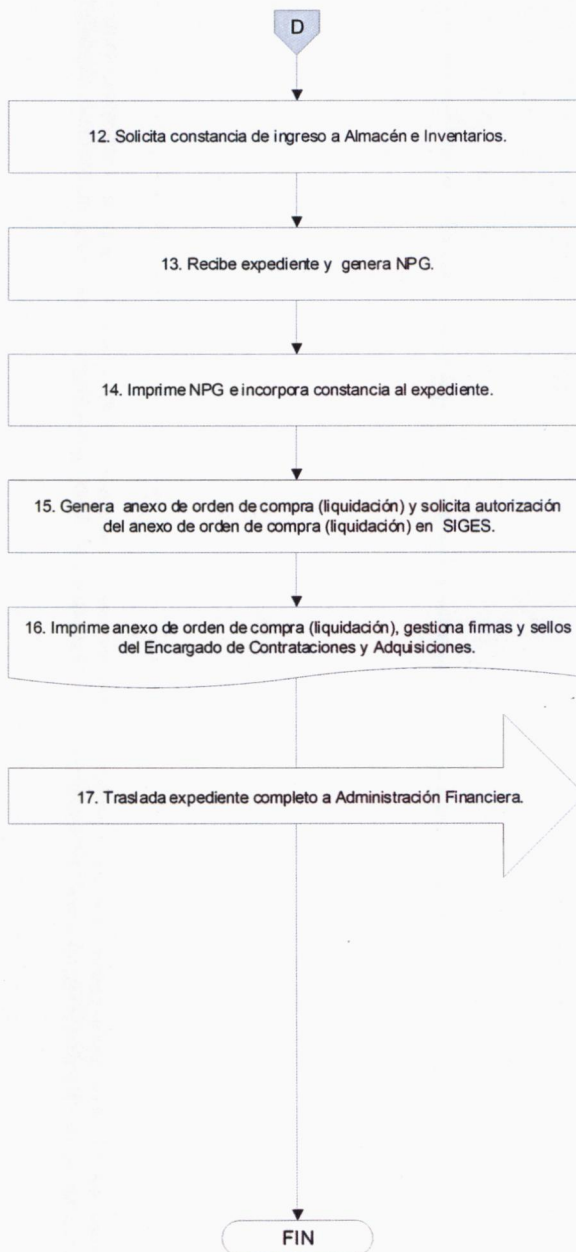 D
12. Solicita constancia de ingreso a Almacén e Inventarios.
13. Recibe expediente y genera NPG.
14. Imprime NPG e incorpora constancia al expediente.
15. Genera anexo de orden de compra (liquidación) y solicita autorización
del anexo de orden de compra (liquidación) en SIGES.
16. Imprime anexo de orden de compra (liquidación), gestiona firmas y sellos
del Encargado de Contrataciones y Adquisiciones.
17. Traslada expediente completo a Administración Financiera.
FIN